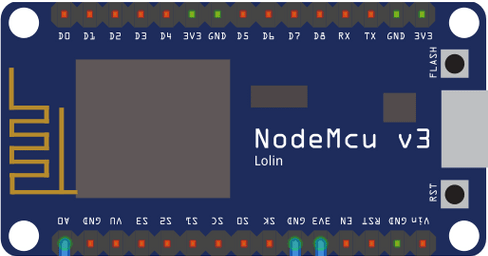 D0 D1 D2 D3 D4 3V3 GND D5 D6 D7 D8 RX TX GND 3V3
FLASH
NodeMcu v3
Lolin
RST
A0 GND VU S3 S2 S1 SC S0 SK GND 3V3 EN RST GND Vin